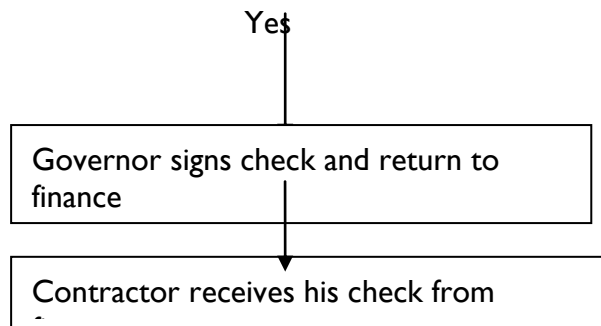 Yes
Governor signs check and return to
finance
Contractor receives his check from